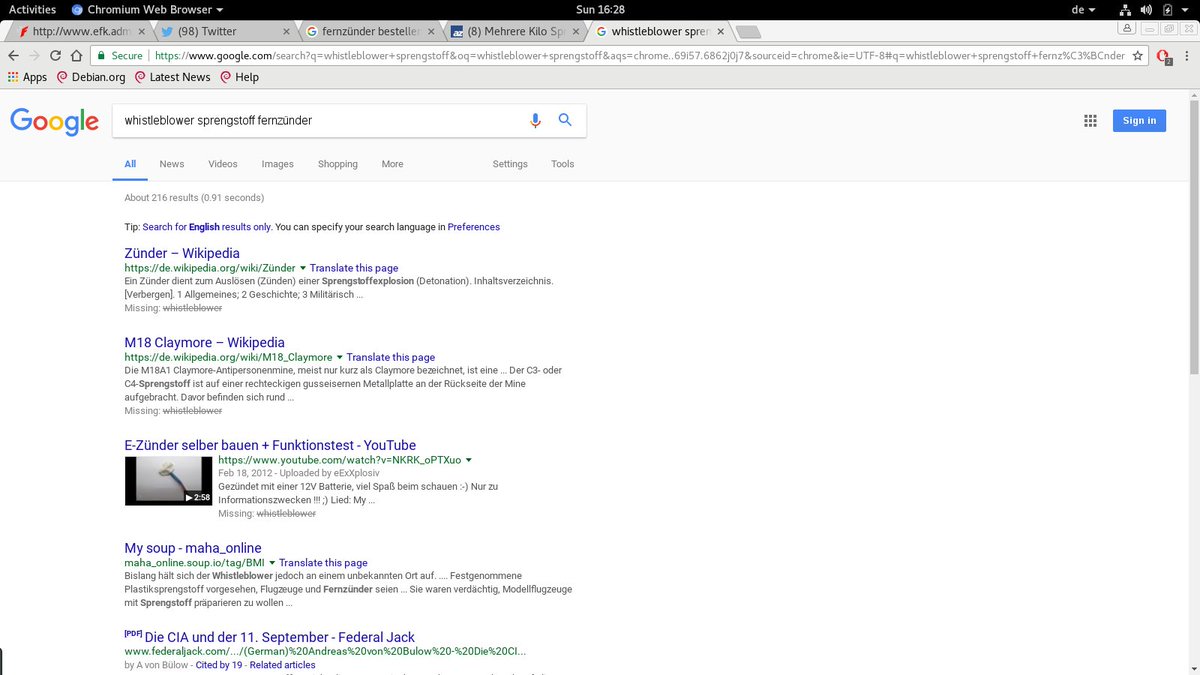 Activities Chromium Web Browser Sun 16:28 de
http://www.efk.adm (98) Twitter fernzünder bestelle (8) Mehrere Kilo Sp whistleblower spren
Secure https://www.google.com/search?q=whistleblower+sprengstoff&oq=whistleblower+sprengstoff&aqs=chrome..69i57.6862j0j7&sourceid=chrome&ie=UTF-8#q=whistleblower+sprengstoff+fernz%C3%BCnder 2
Apps Debian.org Latest News Help
Google whistleblower sprengstoff fernzünder Sign in
All News Videos Images Shopping More Settings Tools
About 216 results (0.91 seconds)
Tip: Search for English results only. You can specify your search language in Preferences
Zünder – Wikipedia
https://de.wikipedia.org/wiki/Zünder Translate this page
Ein Zünder dient zum Auslösen (Zünden) einer Sprengstoffexplosion (Detonation). Inhaltsverzeichnis.
[Verbergen]. 1 Allgemeines; 2 Geschichte; 3 Militärisch ...
Missing: whistleblower
M18 Claymore – Wikipedia
https://de.wikipedia.org/wiki/M18_Claymore Translate this page
Die M18A1 Claymore-Antipersonenmine, meist nur kurz als Claymore bezeichnet, ist eine ... Der C3- oder
C4-Sprengstoff ist auf einer rechteckigen gusseisernen Metallplatte an der Rückseite der Mine
aufgebracht. Davor befinden sich rund ...
Missing: whistleblower
E-Zünder selber bauen + Funktionstest - YouTube
https://www.youtube.com/watch?v=NKRK_oPTXuo
Feb 18, 2012 - Uploaded by eExXplosiv
Gezündet mit einer 12V Batterie, viel Spaß beim schauen :-) Nur zu
2:58 Informationszwecken !!! ;) Lied: My ...
Missing: whistleblower
My soup - maha_online
maha_online.soup.io/tag/BMI Translate this page
Bislang hält sich der Whistleblower jedoch an einem unbekannten Ort auf. .... Festgenommene
Plastiksprengstoff vorgesehen, Flugzeuge und Fernzünder seien ... Sie waren verdächtig, Modellflugzeuge
mit Sprengstoff präparieren zu wollen ...
[PDF] Die CIA und der 11. September - Federal Jack
www.federaljack.com/.../(German)%20Andreas%20von%20Bulow%20-%20Die%20CI...
by A von Bülow - Cited by 19 - Related articles